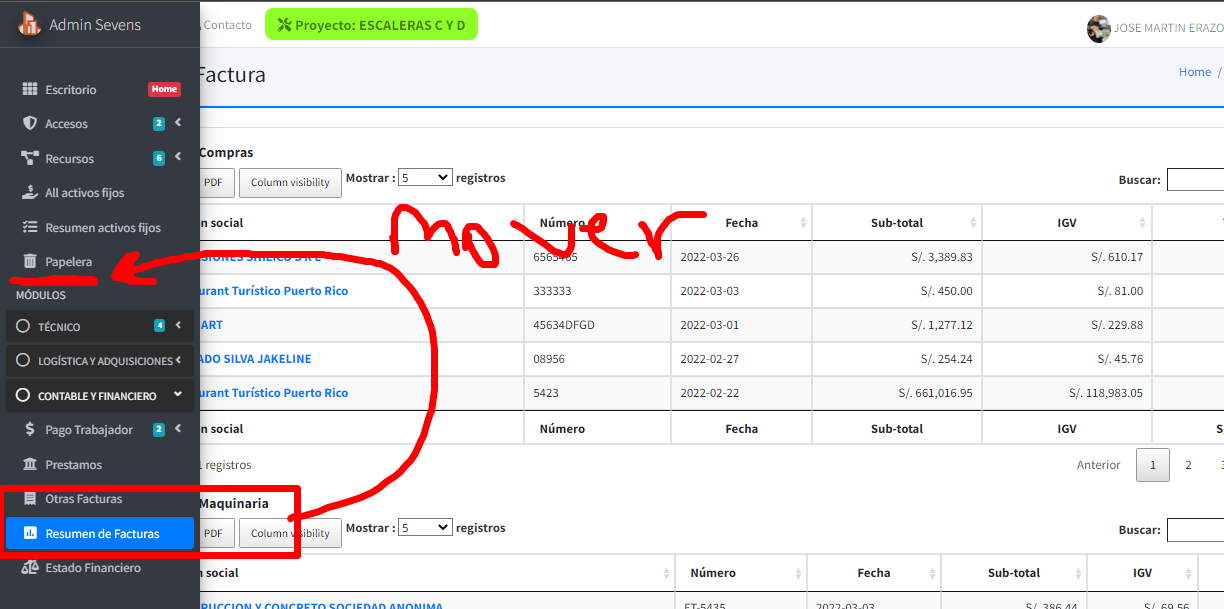 Admin Sevens
Contacto
Proyecto: ESCALERAS C Y D
JOSE MARTIN ERAZO
Factura
Home /
Escritorio Home
Accesos 2
Recursos 6
All activos fijos
Resumen activos fijos
Papelera
MÓDULOS
TÉCNICO 4
LOGÍSTICA Y ADQUISICIONES
CONTABLE Y FINANCIERO
Pago Trabajador 2
Prestamos
Otras Facturas
Resumen de Facturas
Estado Financiero
Compras
PDF Column visibility Mostrar : 5 registros
Buscar:
n social Número Fecha Sub-total IGV
mover
2022-03-26 S/. 3,389.83 S/. 610.17
urant Turístico Puerto Rico 333333 2022-03-03 S/. 450.00 S/. 81.00
ART 45634DFGD 2022-03-01 S/. 1,277.12 S/. 229.88
ADO SILVA JAKELINE 08956 2022-02-27 S/. 254.24 S/. 45.76
urant Turístico Puerto Rico 5423 2022-02-22 S/. 661,016.95 S/. 118,983.05
n social Número Fecha Sub-total IGV S
registros
Anterior 1 2 3
Maquinaria
PDF Column visibility Mostrar : 5 registros
Buscar:
n social Número Fecha Sub-total IGV
RUCCION Y CONCRETO SOCIEDAD ANONIMA FT-5435 2022-03-03 S/. 386.44 S/. 69.56